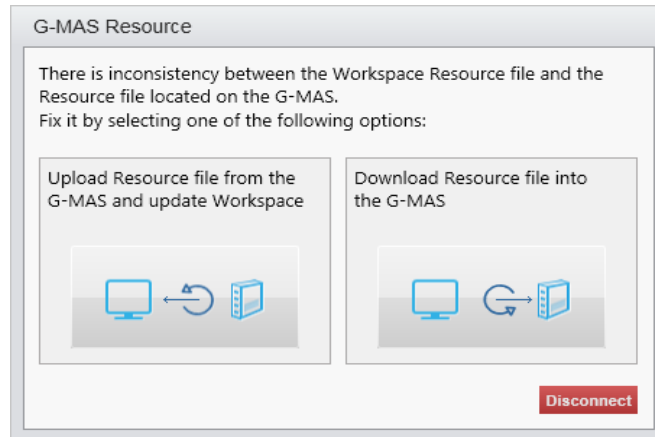 G-MAS Resource
There is inconsistency between the Workspace Resource file and the
Resource file located on the G-MAS.
Fix it by selecting one of the following options:
Upload Resource file from the
G-MAS and update Workspace
Download Resource file into
the G-MAS
Disconnect